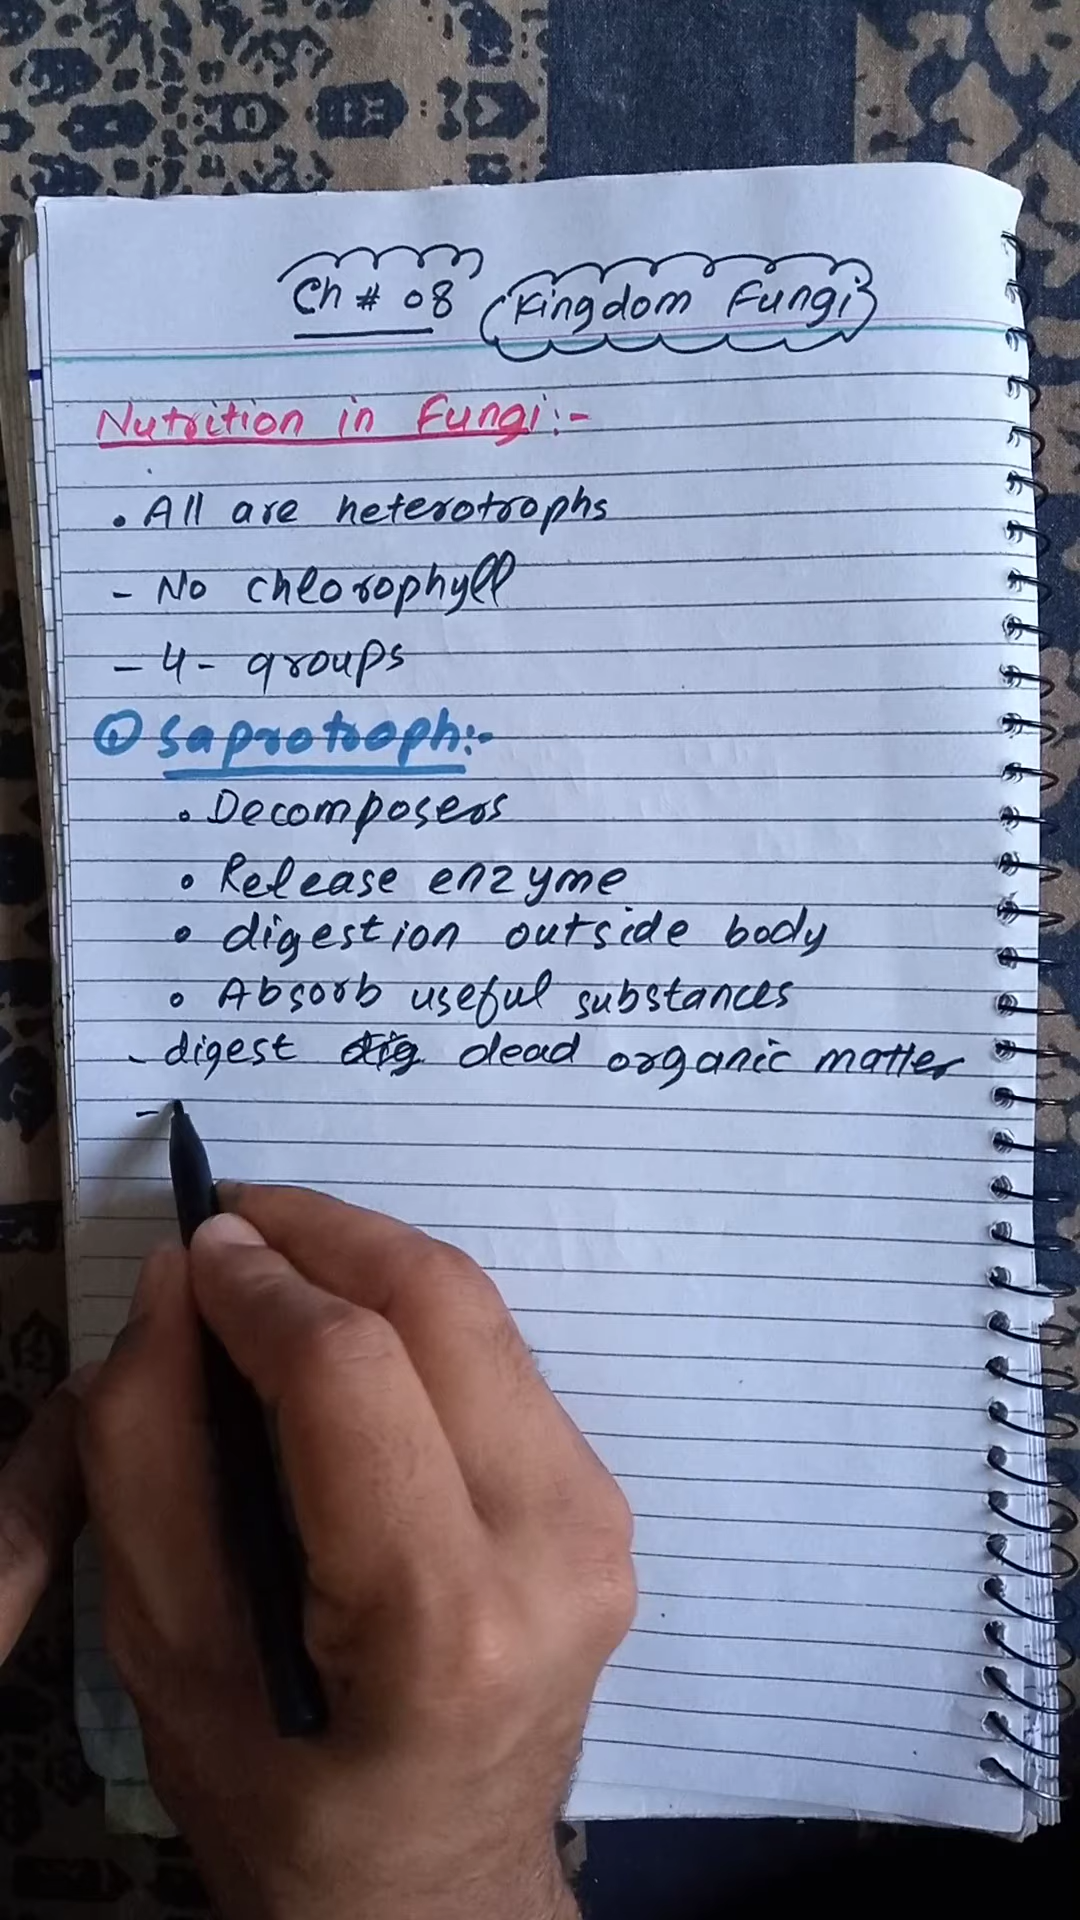 Ch # 08 Kingdom Fungi
Nutrition in Fungi:-
• All are heterotrophs
- No chlorophyll
- 4 - groups
① Saprotroph:-
• Decomposers
• Release enzyme
• digestion outside body
• Absorb useful substances
- digest dig dead organic matter
-